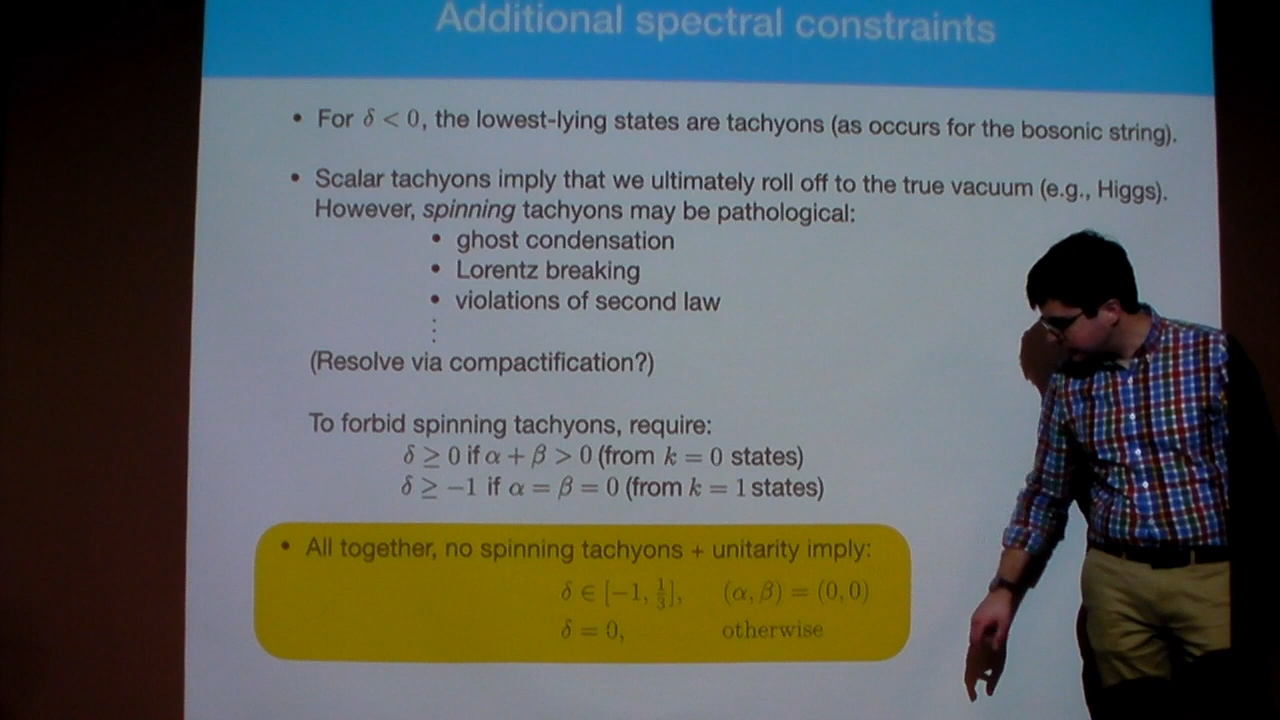 Additional spectral constraints
• For δ < 0, the lowest-lying states are tachyons (as occurs for the bosonic string).
• Scalar tachyons imply that we ultimately roll off to the true vacuum (e.g., Higgs).
However, spinning tachyons may be pathological:
• ghost condensation
• Lorentz breaking
• violations of second law
⋮
(Resolve via compactification?)
To forbid spinning tachyons, require:
δ ≥ 0 if α + β > 0 (from k = 0 states)
δ ≥ −1 if α = β = 0 (from k = 1 states)
• All together, no spinning tachyons + unitarity imply:
δ ∈ [−1, 1/3], (α, β) = (0, 0)
δ = 0, otherwise